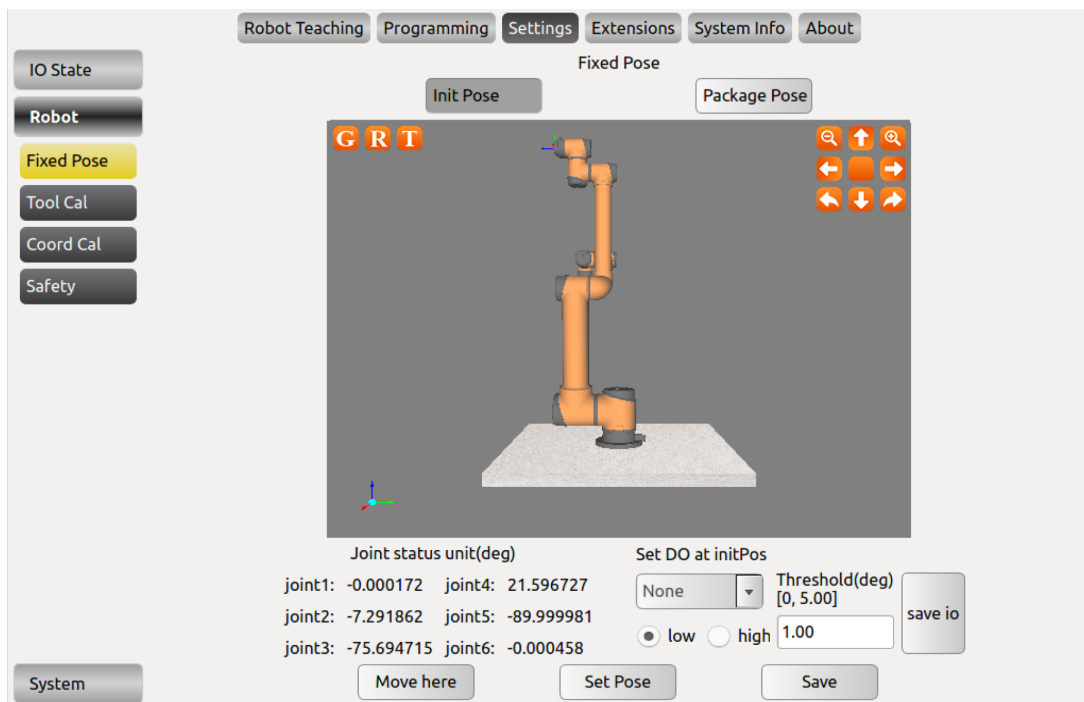 Robot Teaching Programming Settings Extensions System Info About
Fixed Pose
IO State
Robot
Fixed Pose
Tool Cal
Coord Cal
Safety
System
Init Pose Package Pose
G R T
Joint status unit(deg)
joint1: -0.000172 joint4: 21.596727
joint2: -7.291862 joint5: -89.999981
joint3: -75.694715 joint6: -0.000458
Set DO at initPos
None
Threshold(deg)
[0, 5.00]
low high 1.00
save io
Move here Set Pose Save